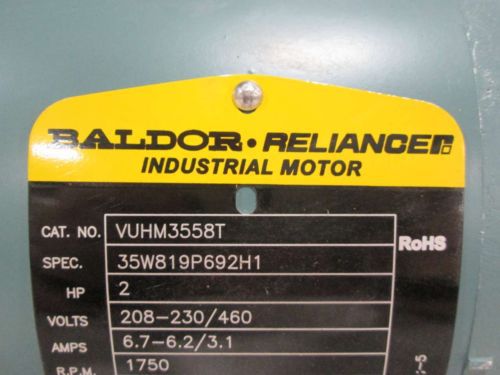 BALDOR • RELIANCE
INDUSTRIAL MOTOR
CAT. NO. VUHM3558T
RoHS
SPEC. 35W819P692H1
HP 2
VOLTS 208-230/460
AMPS 6.7-6.2/3.1
R.P.M. 1750